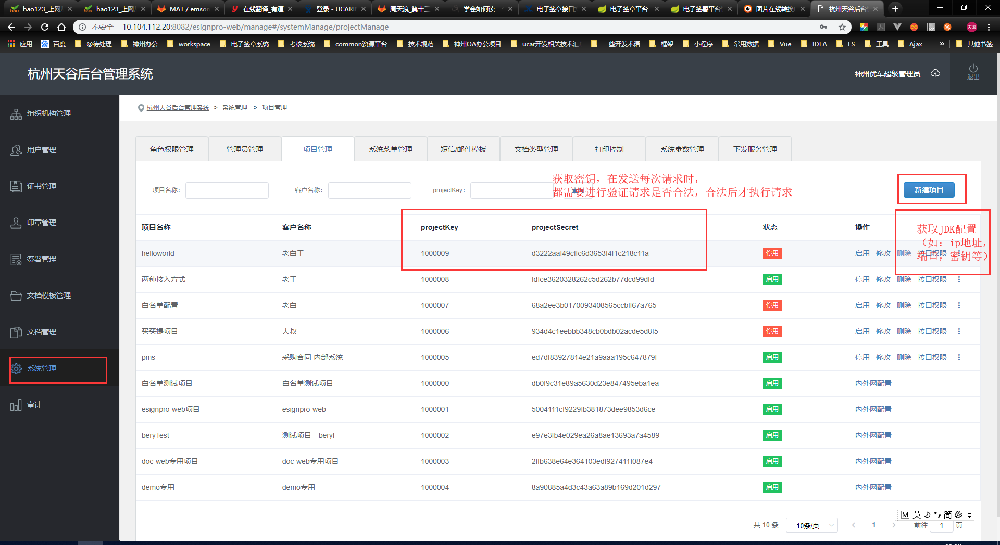 hao123_上网
hao123_上网
MAT / emson
在线翻译_有道
登录 - UCAR
周天浪_第十三
学会如何读一
电子签章接口
电子签章平台
电子签署平台
图片在线转换
杭州天谷后台
不安全 10.104.112.20:8082/esignpro-web/manage#/systemManage/projectManage
应用 百度 @待处理 神州办公 workspace 电子签章系统 考核系统 common资源平台 技术规范 神州OA办公项目 ucar开发相关技术汇 一些开发术语 框架 小程序 常用数据 Vue IDEA ES 工具 Ajax » 其他书签
杭州天谷后台管理系统
神州优车超级管理员
退出
组织机构管理
用户管理
证书管理
印章管理
签署管理
文档模板管理
文档管理
系统管理
审计
杭州天谷后台管理系统 > 系统管理 > 项目管理
角色权限管理 管理员管理 项目管理 系统菜单管理 短信/邮件模板 文档类型管理 打印控制 系统参数管理 下发服务管理
项目名称： 客户名称： projectKey： 查询 新建项目
获取密钥，在发送每次请求时，
都需要进行验证请求是否合法，合法后才执行请求
获取JDK配置
（如：ip地址，
端口，密钥等）
项目名称 客户名称 projectKey projectSecret 状态 操作
helloworld 老白干 1000009 d3222aaf49cffc6d3653f4f1c218c11a 停用 启用 修改 删除 接口权限
两种接入方式 老干 1000008 fdfce3620328262c5d262b77dcd99dfd 启用 停用 修改 删除 接口权限
白名单配置 老白 1000007 68a2ee3b0170093408565ccbff67a765 停用 启用 修改 删除 接口权限
买买提项目 大叔 1000006 934d4c1eebbb348cb0bdb02acde5d8f5 停用 启用 修改 删除 接口权限
pms 采购合同-内部系统 1000005 ed7df83927814e21a9aaa195c647879f 启用 停用 修改 删除 接口权限
白名单测试项目 白名单测试项目 1000000 db0f9c31e89a5630d23e847495eba1ea 启用 内外网配置
esignpro-web项目 esignpro-web 1000001 5004111cf9229fb381873dee9853d6ce 启用 内外网配置
beryTest 测试项目—beryl 1000002 e97e3fb4e029ea26a8ae13693a7a4589 启用 内外网配置
doc-web专用项目 doc-web专用项目 1000003 2ffb638e64e364103edf927411f087e4 启用 内外网配置
demo专用 demo专用 1000004 8a90885a4d3c43a63a89b169d201d297 启用 内外网配置
M 英 简
共 10 条 10条/页 1 前往 1 页